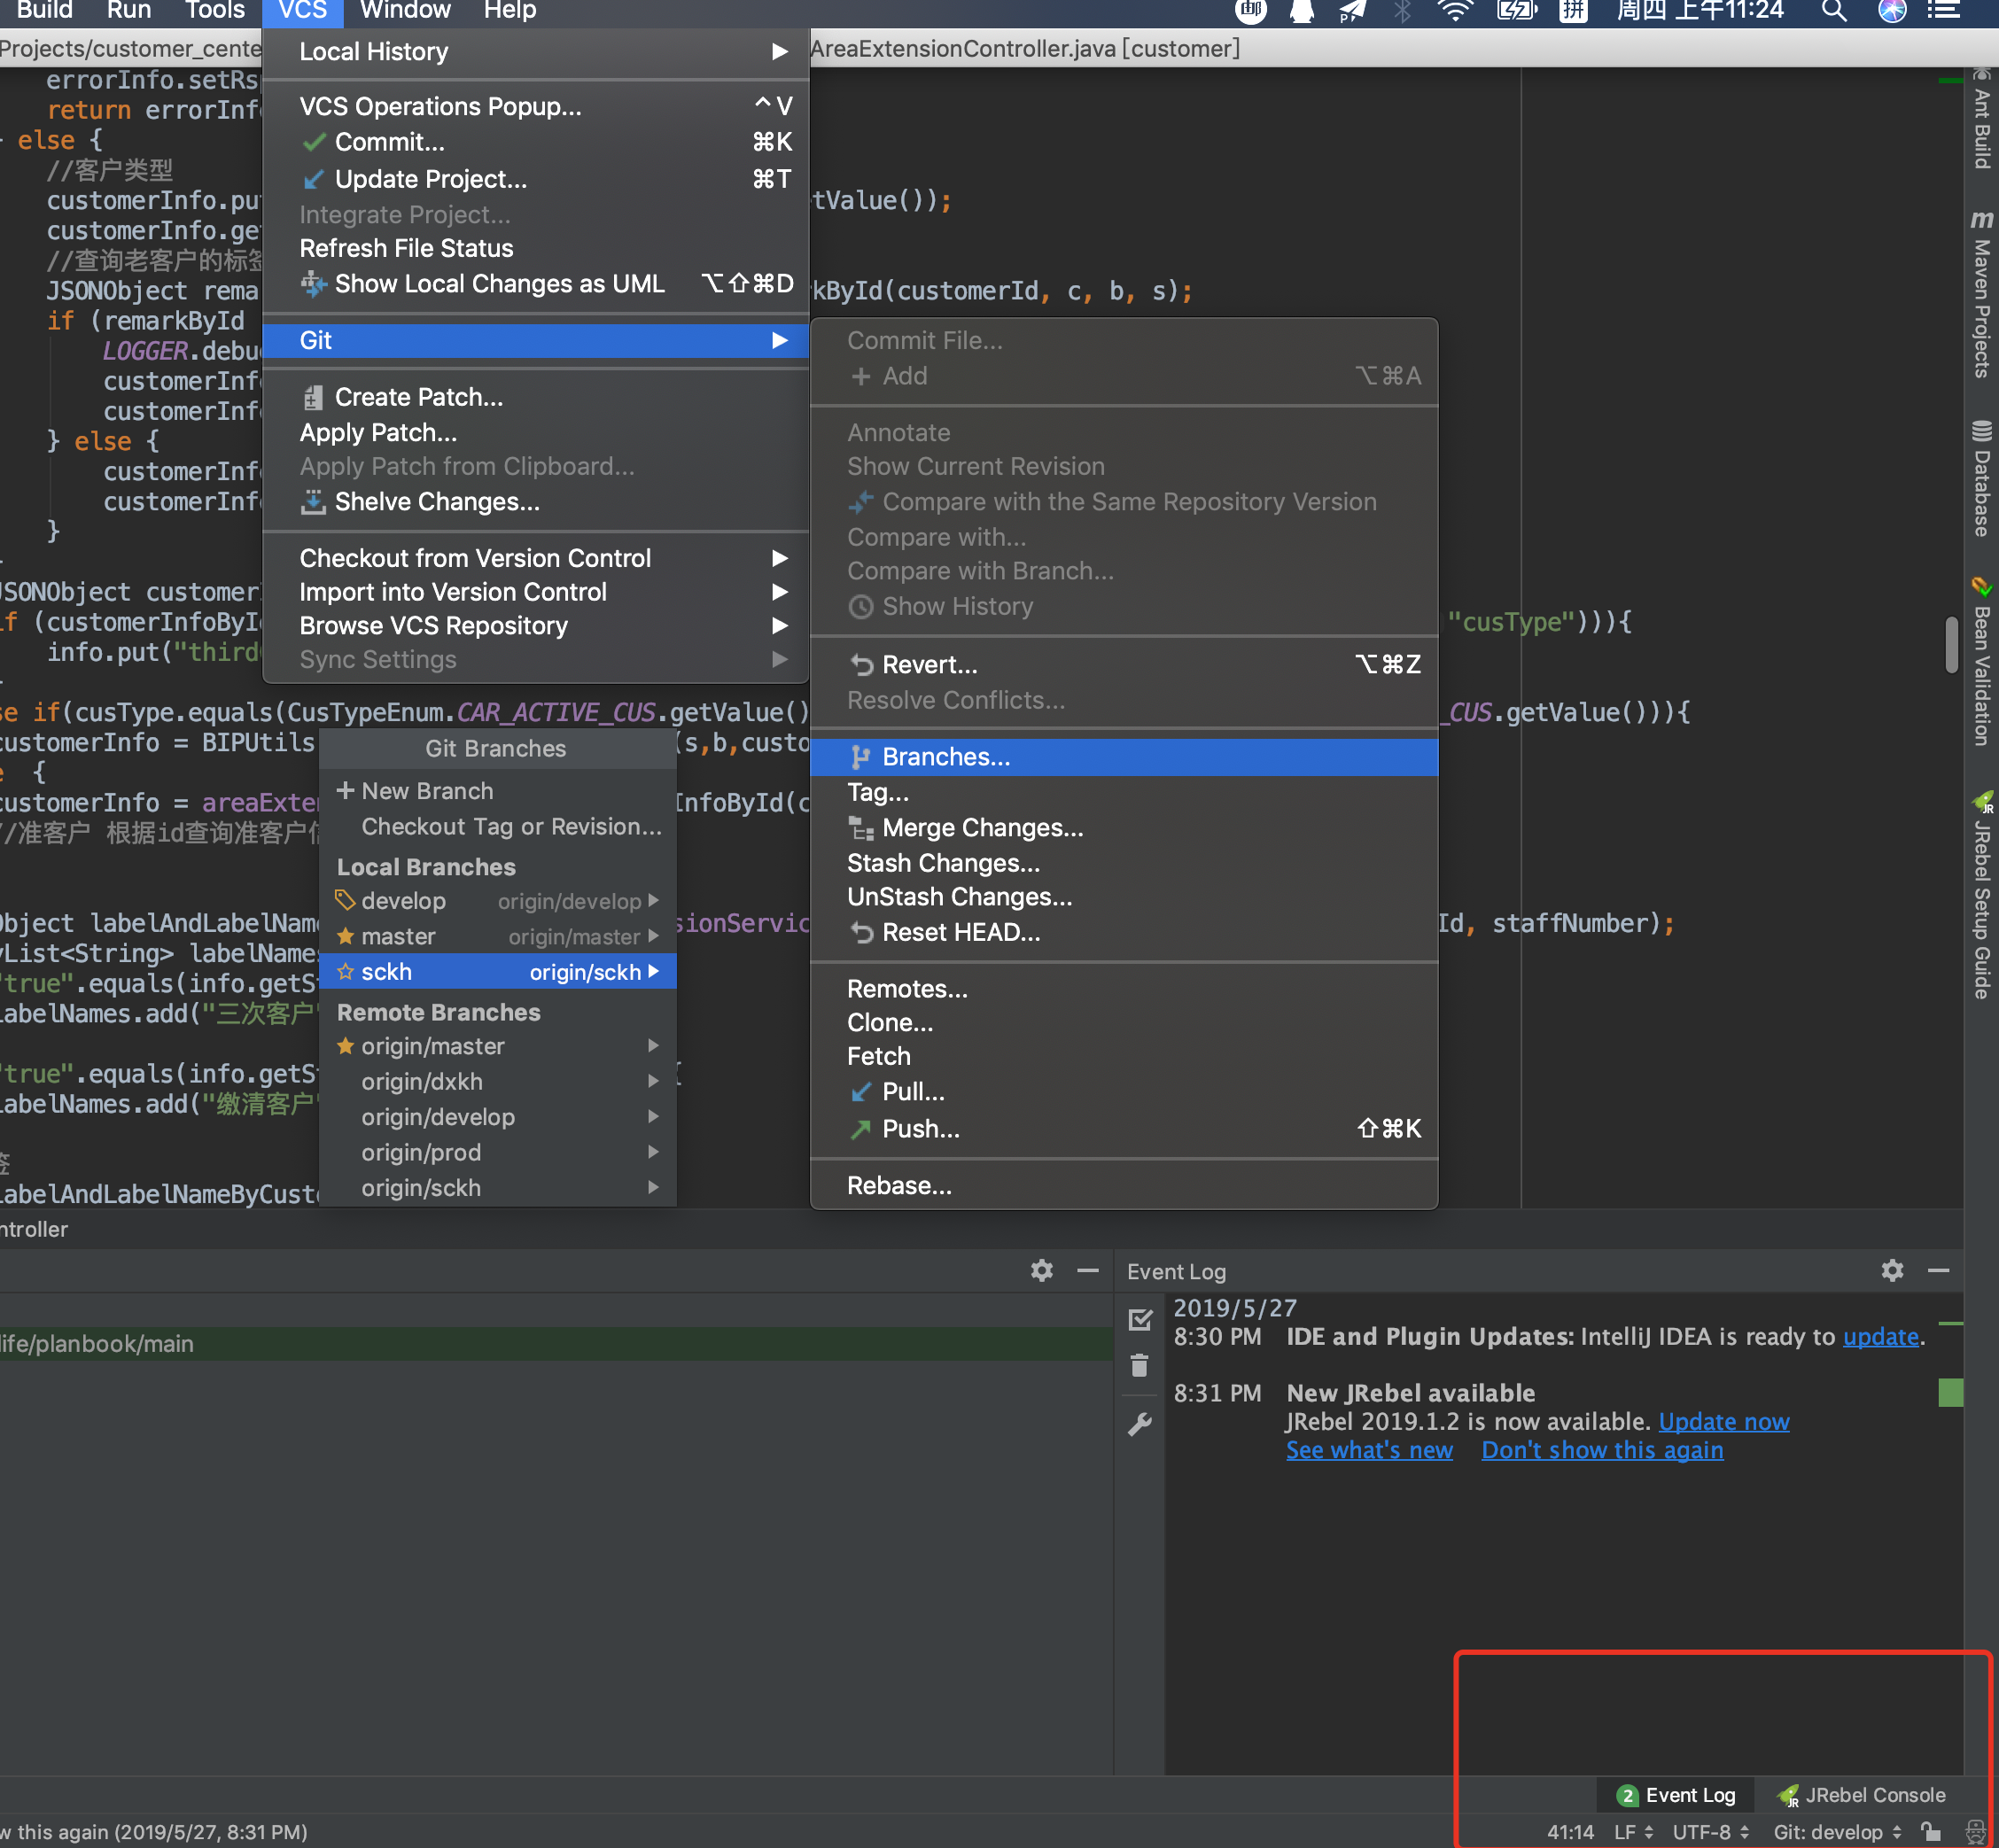 Build Run Tools VCS Window Help 邮 拼 周四 上午11:24
Projects/customer_cente
AreaExtensionController.java [customer]
errorInfo.setRs
return errorInf
else {
//客户类型
customerInfo.pu
tValue());
customerInfo.ge
//查询老客户的标签
JSONObject rema
kById(customerId, c, b, s);
if (remarkById
LOGGER.debu
customerInf
customerInf
} else {
customerInf
customerInf
}
JSONObject customer
if (customerInfoById
"cusType"))){
info.put("third
se if(cusType.equals(CusTypeEnum.CAR_ACTIVE_CUS.getValue()
_CUS.getValue())){
customerInfo = BIPUtils
(s,b,custo
e {
customerInfo = areaExte
InfoById(c
//准客户 根据id查询准客户信
Object labelAndLabelName
sionServic
Id, staffNumber);
yList<String> labelNames
"true".equals(info.getS
labelNames.add("三次客户"
"true".equals(info.getS
{
labelNames.add("缴清客户"
签
labelAndLabelNameByCusto
Local History
VCS Operations Popup... ^V
Commit... ⌘K
Update Project... ⌘T
Integrate Project...
Refresh File Status
Show Local Changes as UML ⌥⇧⌘D
Git
Create Patch...
Apply Patch...
Apply Patch from Clipboard...
Shelve Changes...
Checkout from Version Control
Import into Version Control
Browse VCS Repository
Sync Settings
Commit File...
+ Add ⌥⌘A
Annotate
Show Current Revision
Compare with the Same Repository Version
Compare with...
Compare with Branch...
Show History
Revert... ⌥⌘Z
Resolve Conflicts...
Branches...
Tag...
Merge Changes...
Stash Changes...
UnStash Changes...
Reset HEAD...
Remotes...
Clone...
Fetch
Pull...
Push... ⇧⌘K
Rebase...
Git Branches
+ New Branch
Checkout Tag or Revision...
Local Branches
develop origin/develop
master origin/master
sckh origin/sckh
Remote Branches
origin/master
origin/dxkh
origin/develop
origin/prod
origin/sckh
Ant Build
m Maven Projects
Database
Bean Validation
JR JRebel Setup Guide
ntroller
life/planbook/main
Event Log
2019/5/27
8:30 PM IDE and Plugin Updates: IntelliJ IDEA is ready to update.
8:31 PM New JRebel available
JRebel 2019.1.2 is now available. Update now
See what's new Don't show this again
2 Event Log JR JRebel Console
w this again (2019/5/27, 8:31 PM)
41:14 LF UTF-8 Git: develop